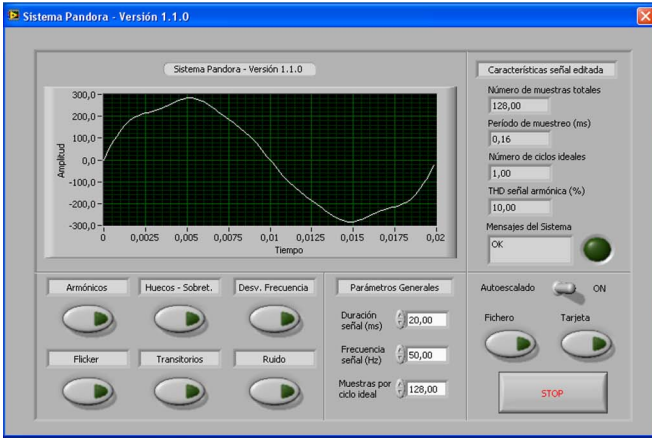 Sistema Pandora - Versión 1.1.0
Sistema Pandora - Versión 1.1.0
300,0
200,0
100,0
0,0
-100,0
-200,0
-300,0
Amplitud
0
0,0025
0,005
0,0075
0,01
0,0125
0,015
0,0175
0,02
Tiempo
Características señal editada
Número de muestras totales
128,00
Período de muestreo (ms)
0,16
Número de ciclos ideales
1,00
THD señal armónica (%)
10,00
Mensajes del Sistema
OK
Armónicos
Huecos - Sobret.
Desv. Frecuencia
Flicker
Transitorios
Ruido
Parámetros Generales
Duración
señal (ms)
20,00
Frecuencia
señal (Hz)
50,00
Muestras por
ciclo ideal
128,00
Autoescalado
ON
Fichero
Tarjeta
STOP